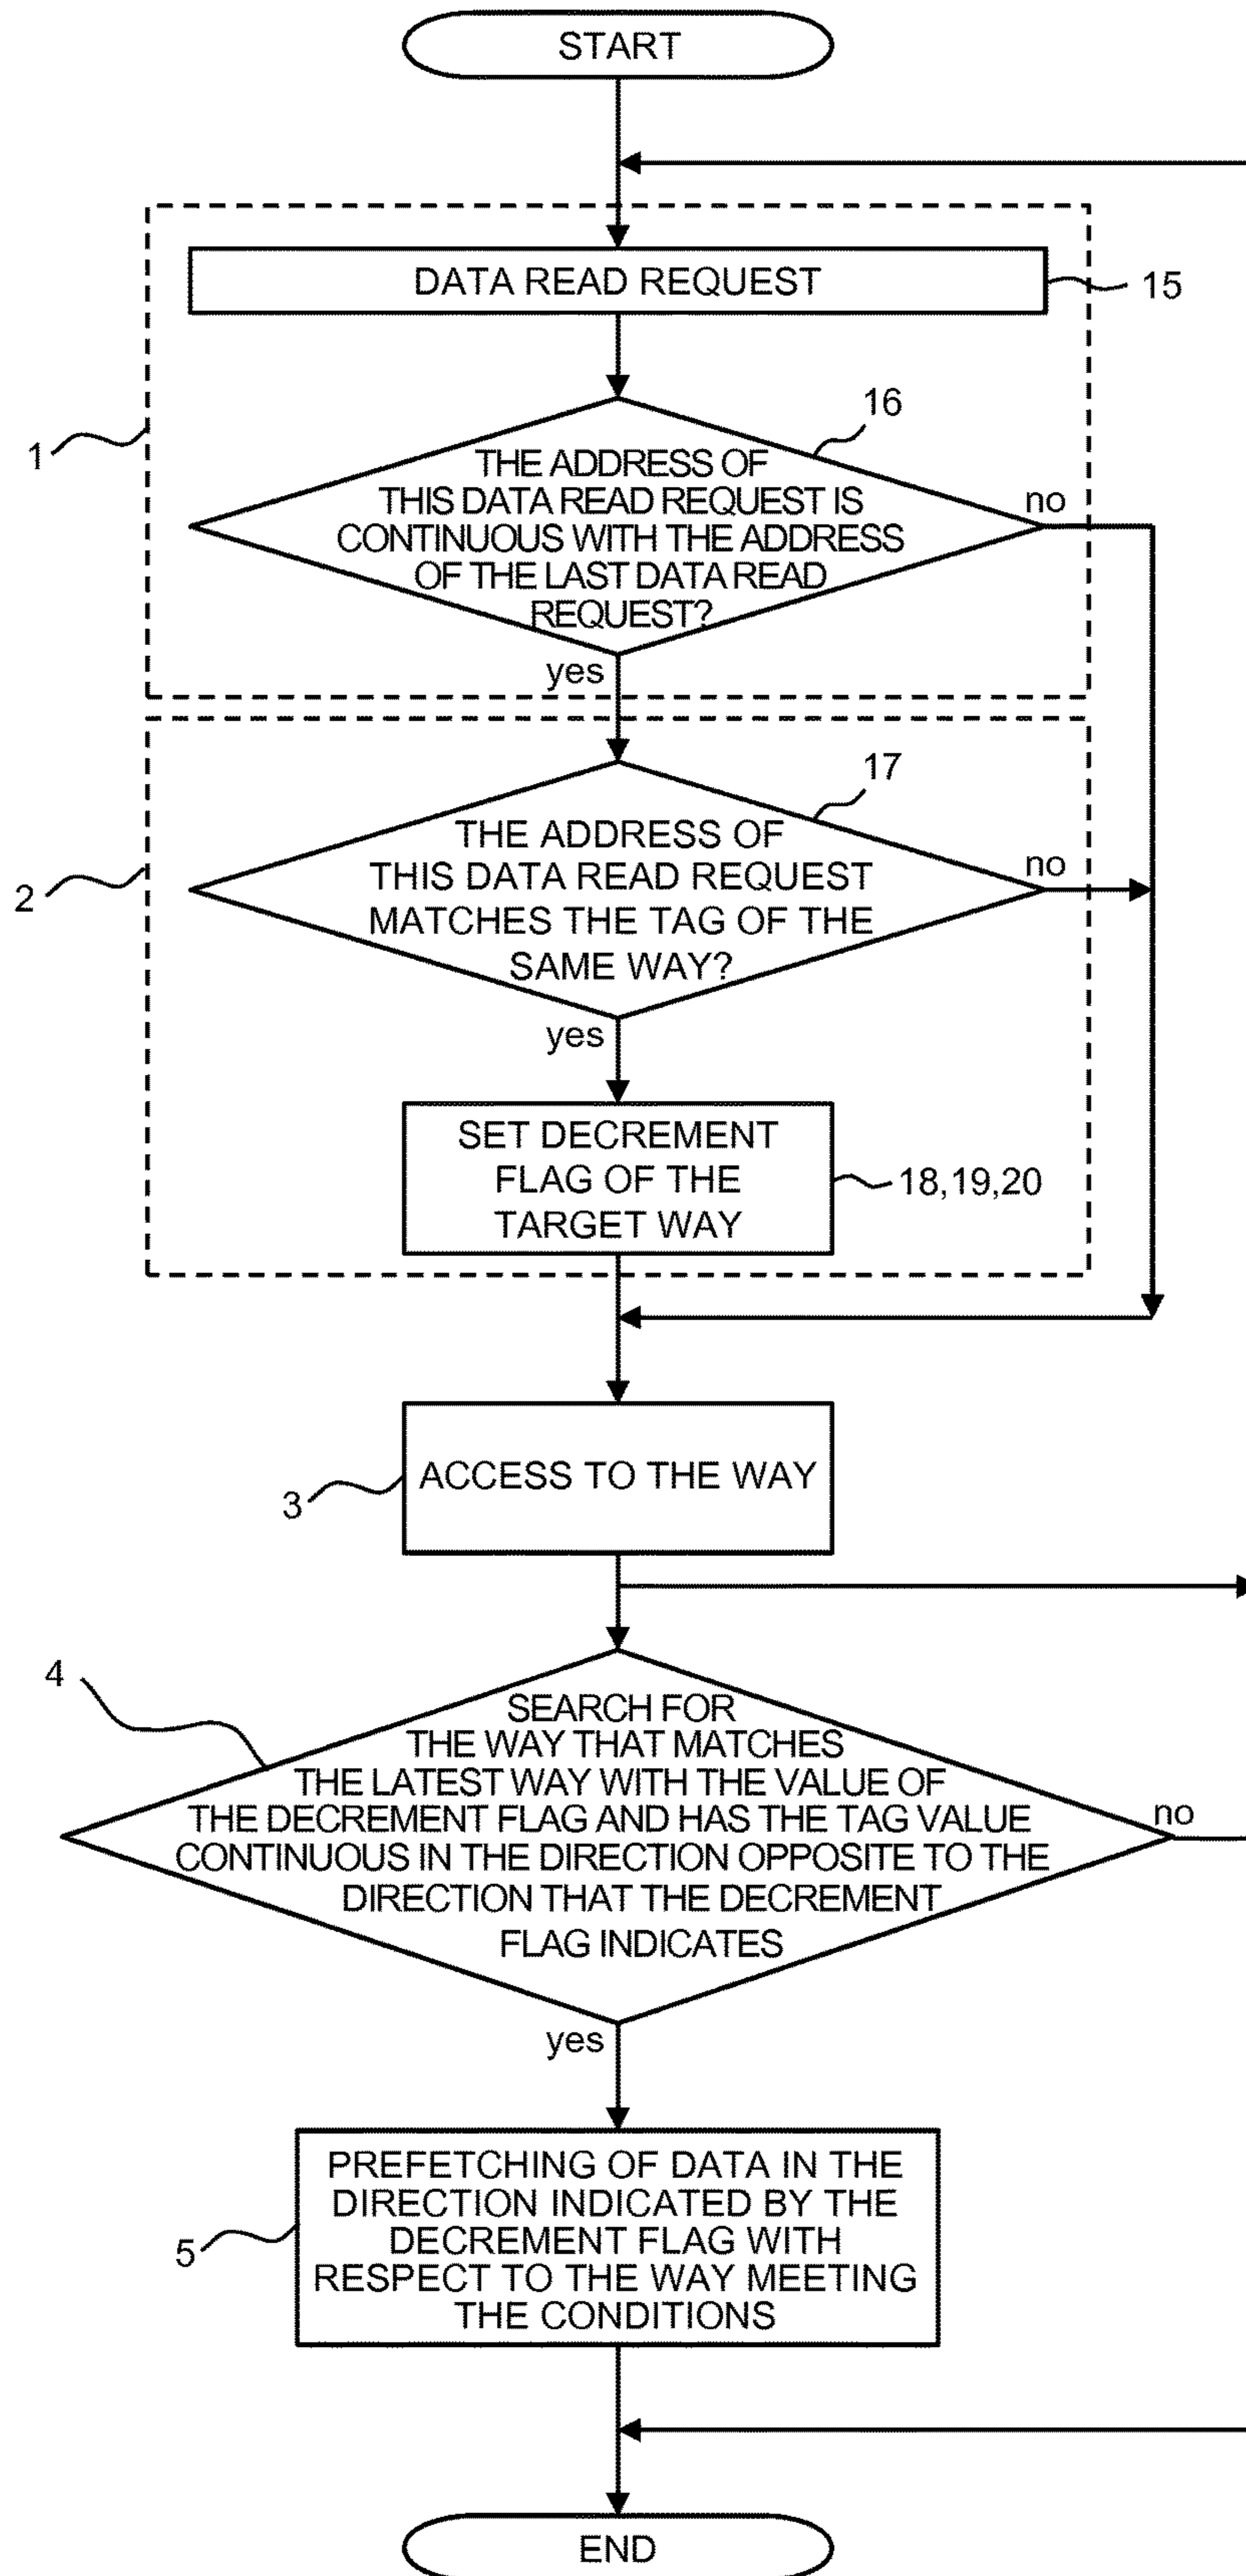 START
DATA READ REQUEST
15
1
16
THE ADDRESS OF
THIS DATA READ REQUEST IS
CONTINUOUS WITH THE ADDRESS
OF THE LAST DATA READ
REQUEST?
no
yes
2
17
THE ADDRESS OF
THIS DATA READ REQUEST
MATCHES THE TAG OF THE
SAME WAY?
no
yes
SET DECREMENT
FLAG OF THE
TARGET WAY
18,19,20
3
ACCESS TO THE WAY
4
SEARCH FOR
THE WAY THAT MATCHES
THE LATEST WAY WITH THE VALUE OF
THE DECREMENT FLAG AND HAS THE TAG VALUE
CONTINUOUS IN THE DIRECTION OPPOSITE TO THE
DIRECTION THAT THE DECREMENT
FLAG INDICATES
no
yes
5
PREFETCHING OF DATA IN THE
DIRECTION INDICATED BY THE
DECREMENT FLAG WITH
RESPECT TO THE WAY MEETING
THE CONDITIONS
END